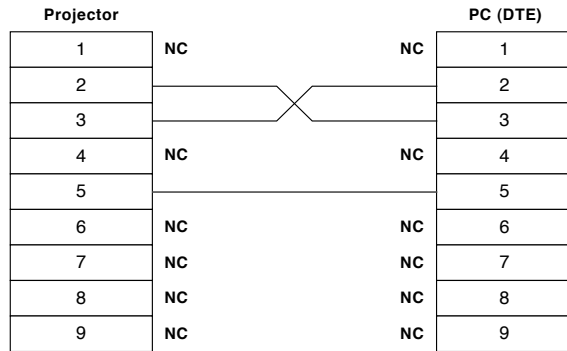 Projector PC (DTE)
1 NC NC 1
2 2
3 3
4 NC NC 4
5 5
6 NC NC 6
7 NC NC 7
8 NC NC 8
9 NC NC 9